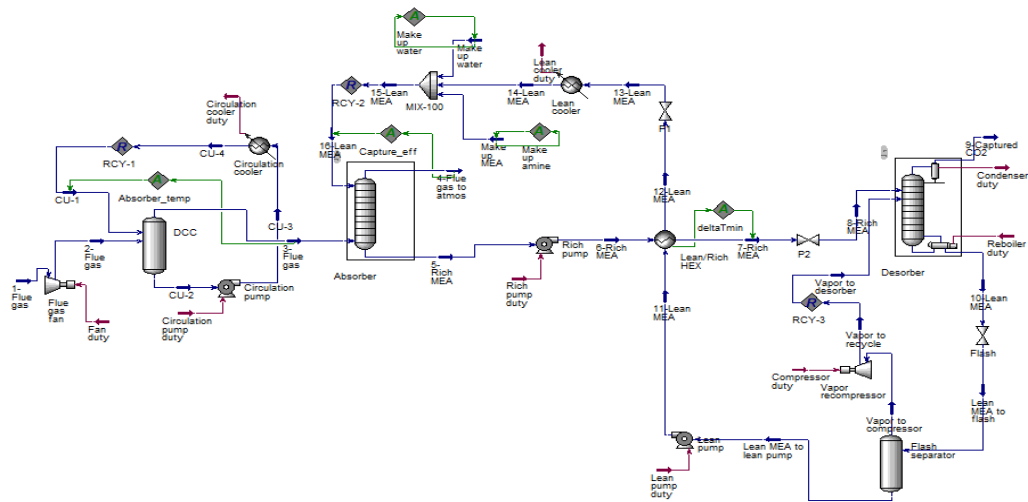 A
Make
up
water
Make
up water
Lean
cooler
duty
Circulation
cooler
duty
R
RCY-2
15-Lean
MEA
MIX-100
14-Lean
MEA
Lean
cooler
13-Lean
MEA
P1
R
RCY-1
CU-4
Circulation
cooler
A
Capture_eff
16-Lean
MEA
Make
up
MEA
A
Make up
amine
9-Captured
CO2
Condenser
duty
CU-1
A
Absorber_temp
4-Flue
gas to
atmos
12-Lean
MEA
A
deltaTmin
8-Rich
MEA
Reboiler
duty
2-Flue
gas
DCC
CU-3
3-Flue
gas
Absorber
5-Rich
MEA
Rich
pump
6-Rich
MEA
Lean/Rich
HEX
7-Rich
MEA
P2
Desorber
1-Flue
gas
Flue
gas
fan
Fan
duty
CU-2
Circulation
pump
Circulation
pump duty
Rich
pump
duty
11-Lean
MEA
Vapor to
desorber
R
RCY-3
Vapor to
recycle
10-Lean
MEA
Flash
Compressor
duty
Vapor
recompressor
Vapor to
compressor
Lean
MEA to
flash
Lean pump
Lean MEA to
lean pump
Flash
separator
Lean
pump
duty